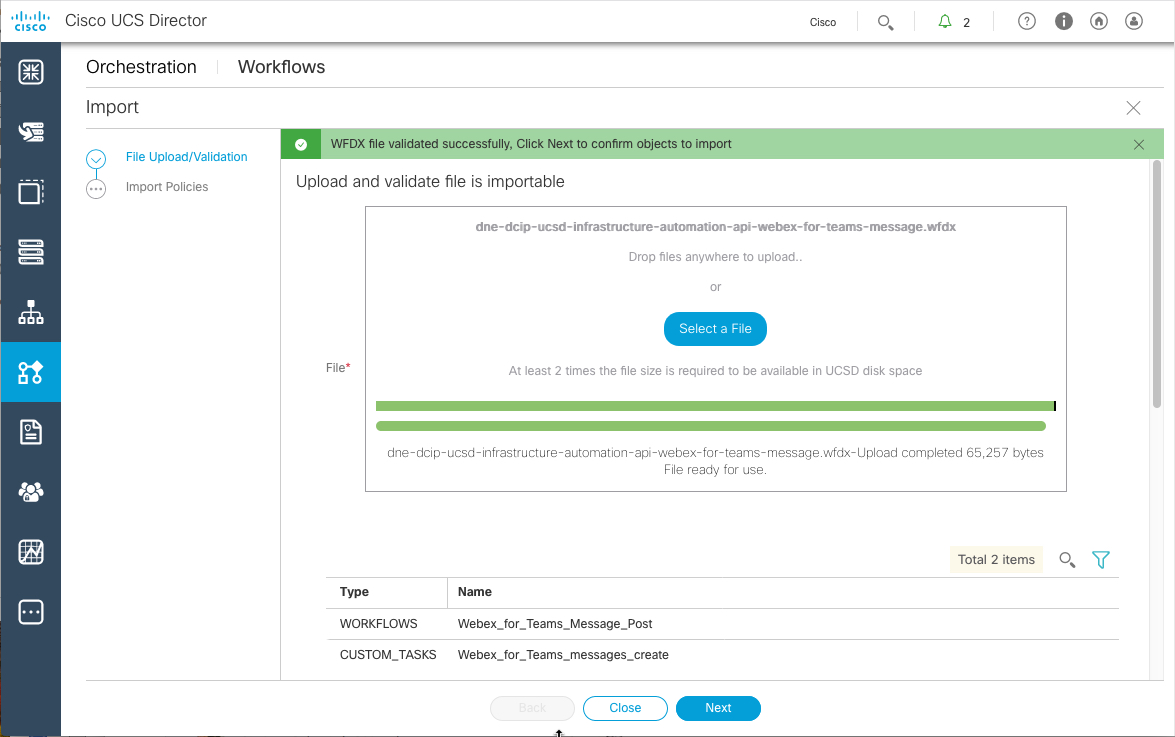 CISCO
Cisco UCS Director
Cisco
2
Orchestration
Workflows
Import
File Upload/Validation
Import Policies
WFDX file validated successfully, Click Next to confirm objects to import
Upload and validate file is importable
dne-dcip-ucsd-infrastructure-automation-api-webex-for-teams-message.wfdx
Drop files anywhere to upload..
or
Select a File
File*
At least 2 times the file size is required to be available in UCSD disk space
dne-dcip-ucsd-infrastructure-automation-api-webex-for-teams-message.wfdx-Upload completed 65,257 bytes
File ready for use.
Total 2 items
Type Name
WORKFLOWS Webex_for_Teams_Message_Post
CUSTOM_TASKS Webex_for_Teams_messages_create
Back Close Next